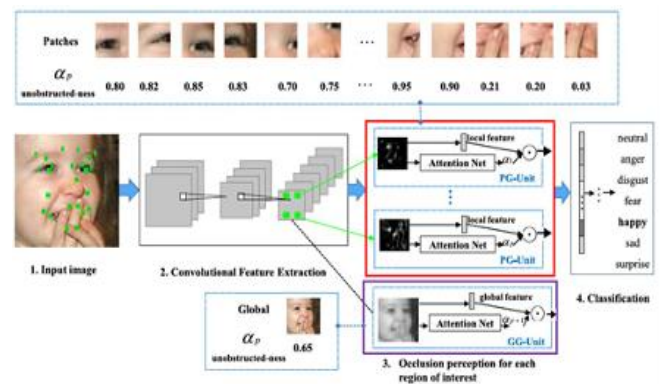 Patches
αp
unobstructed-ness
0.80 0.82 0.85 0.83 0.70 0.75 ... 0.95 0.90 0.21 0.20 0.03
local feature
Attention Net
PG-Unit
local feature
Attention Net
PG-Unit
neutral
anger
disgust
fear
happy
sad
surprise
1. Input image
2. Convolutional Feature Extraction
4. Classification
Global
αp
unobstructed-ness
0.65
global feature
Attention Net
GG-Unit
3. Occlusion perception for each
region of interest